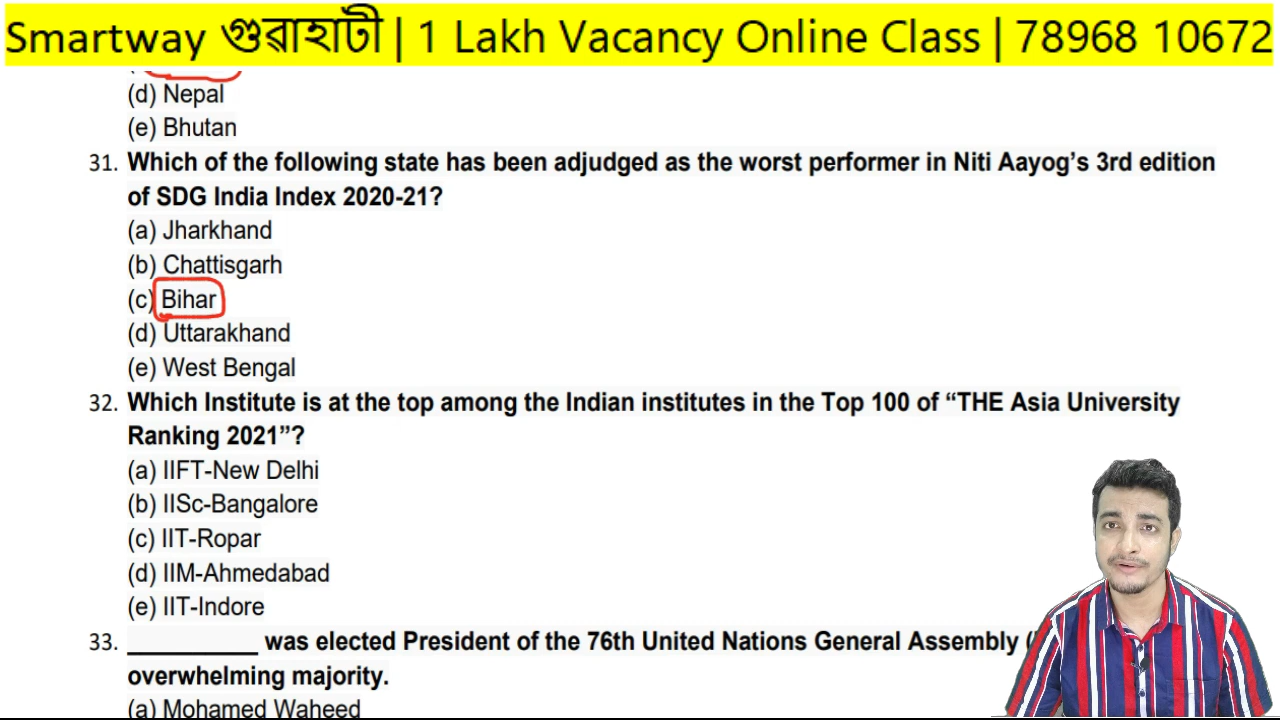 Smartway গুৱাহাটী | 1 Lakh Vacancy Online Class | 78968 10672
(d) Nepal
(e) Bhutan
31. Which of the following state has been adjudged as the worst performer in Niti Aayog’s 3rd edition
of SDG India Index 2020-21?
(a) Jharkhand
(b) Chattisgarh
(c) Bihar
(d) Uttarakhand
(e) West Bengal
32. Which Institute is at the top among the Indian institutes in the Top 100 of “THE Asia University
Ranking 2021”?
(a) IIFT-New Delhi
(b) IISc-Bangalore
(c) IIT-Ropar
(d) IIM-Ahmedabad
(e) IIT-Indore
33. __________ was elected President of the 76th United Nations General Assembly (
overwhelming majority.
(a) Mohamed Waheed